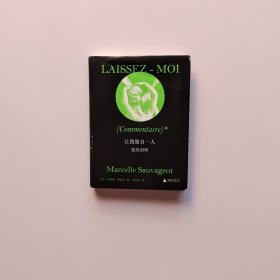 LAISSEZ - MOI
(Commentaire)*
让我独自一人
爱的剖析
Marcelle Sauvageot